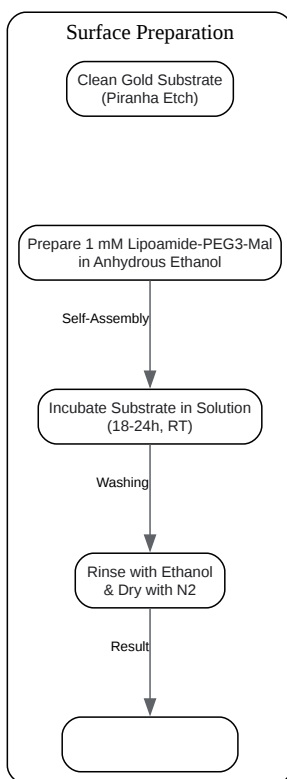 Surface Preparation
Clean Gold Substrate
(Piranha Etch)
Prepare 1 mM Lipoamide-PEG3-Mal
in Anhydrous Ethanol
Self-Assembly
Incubate Substrate in Solution
(18-24h, RT)
Washing
Rinse with Ethanol
& Dry with N2
Result